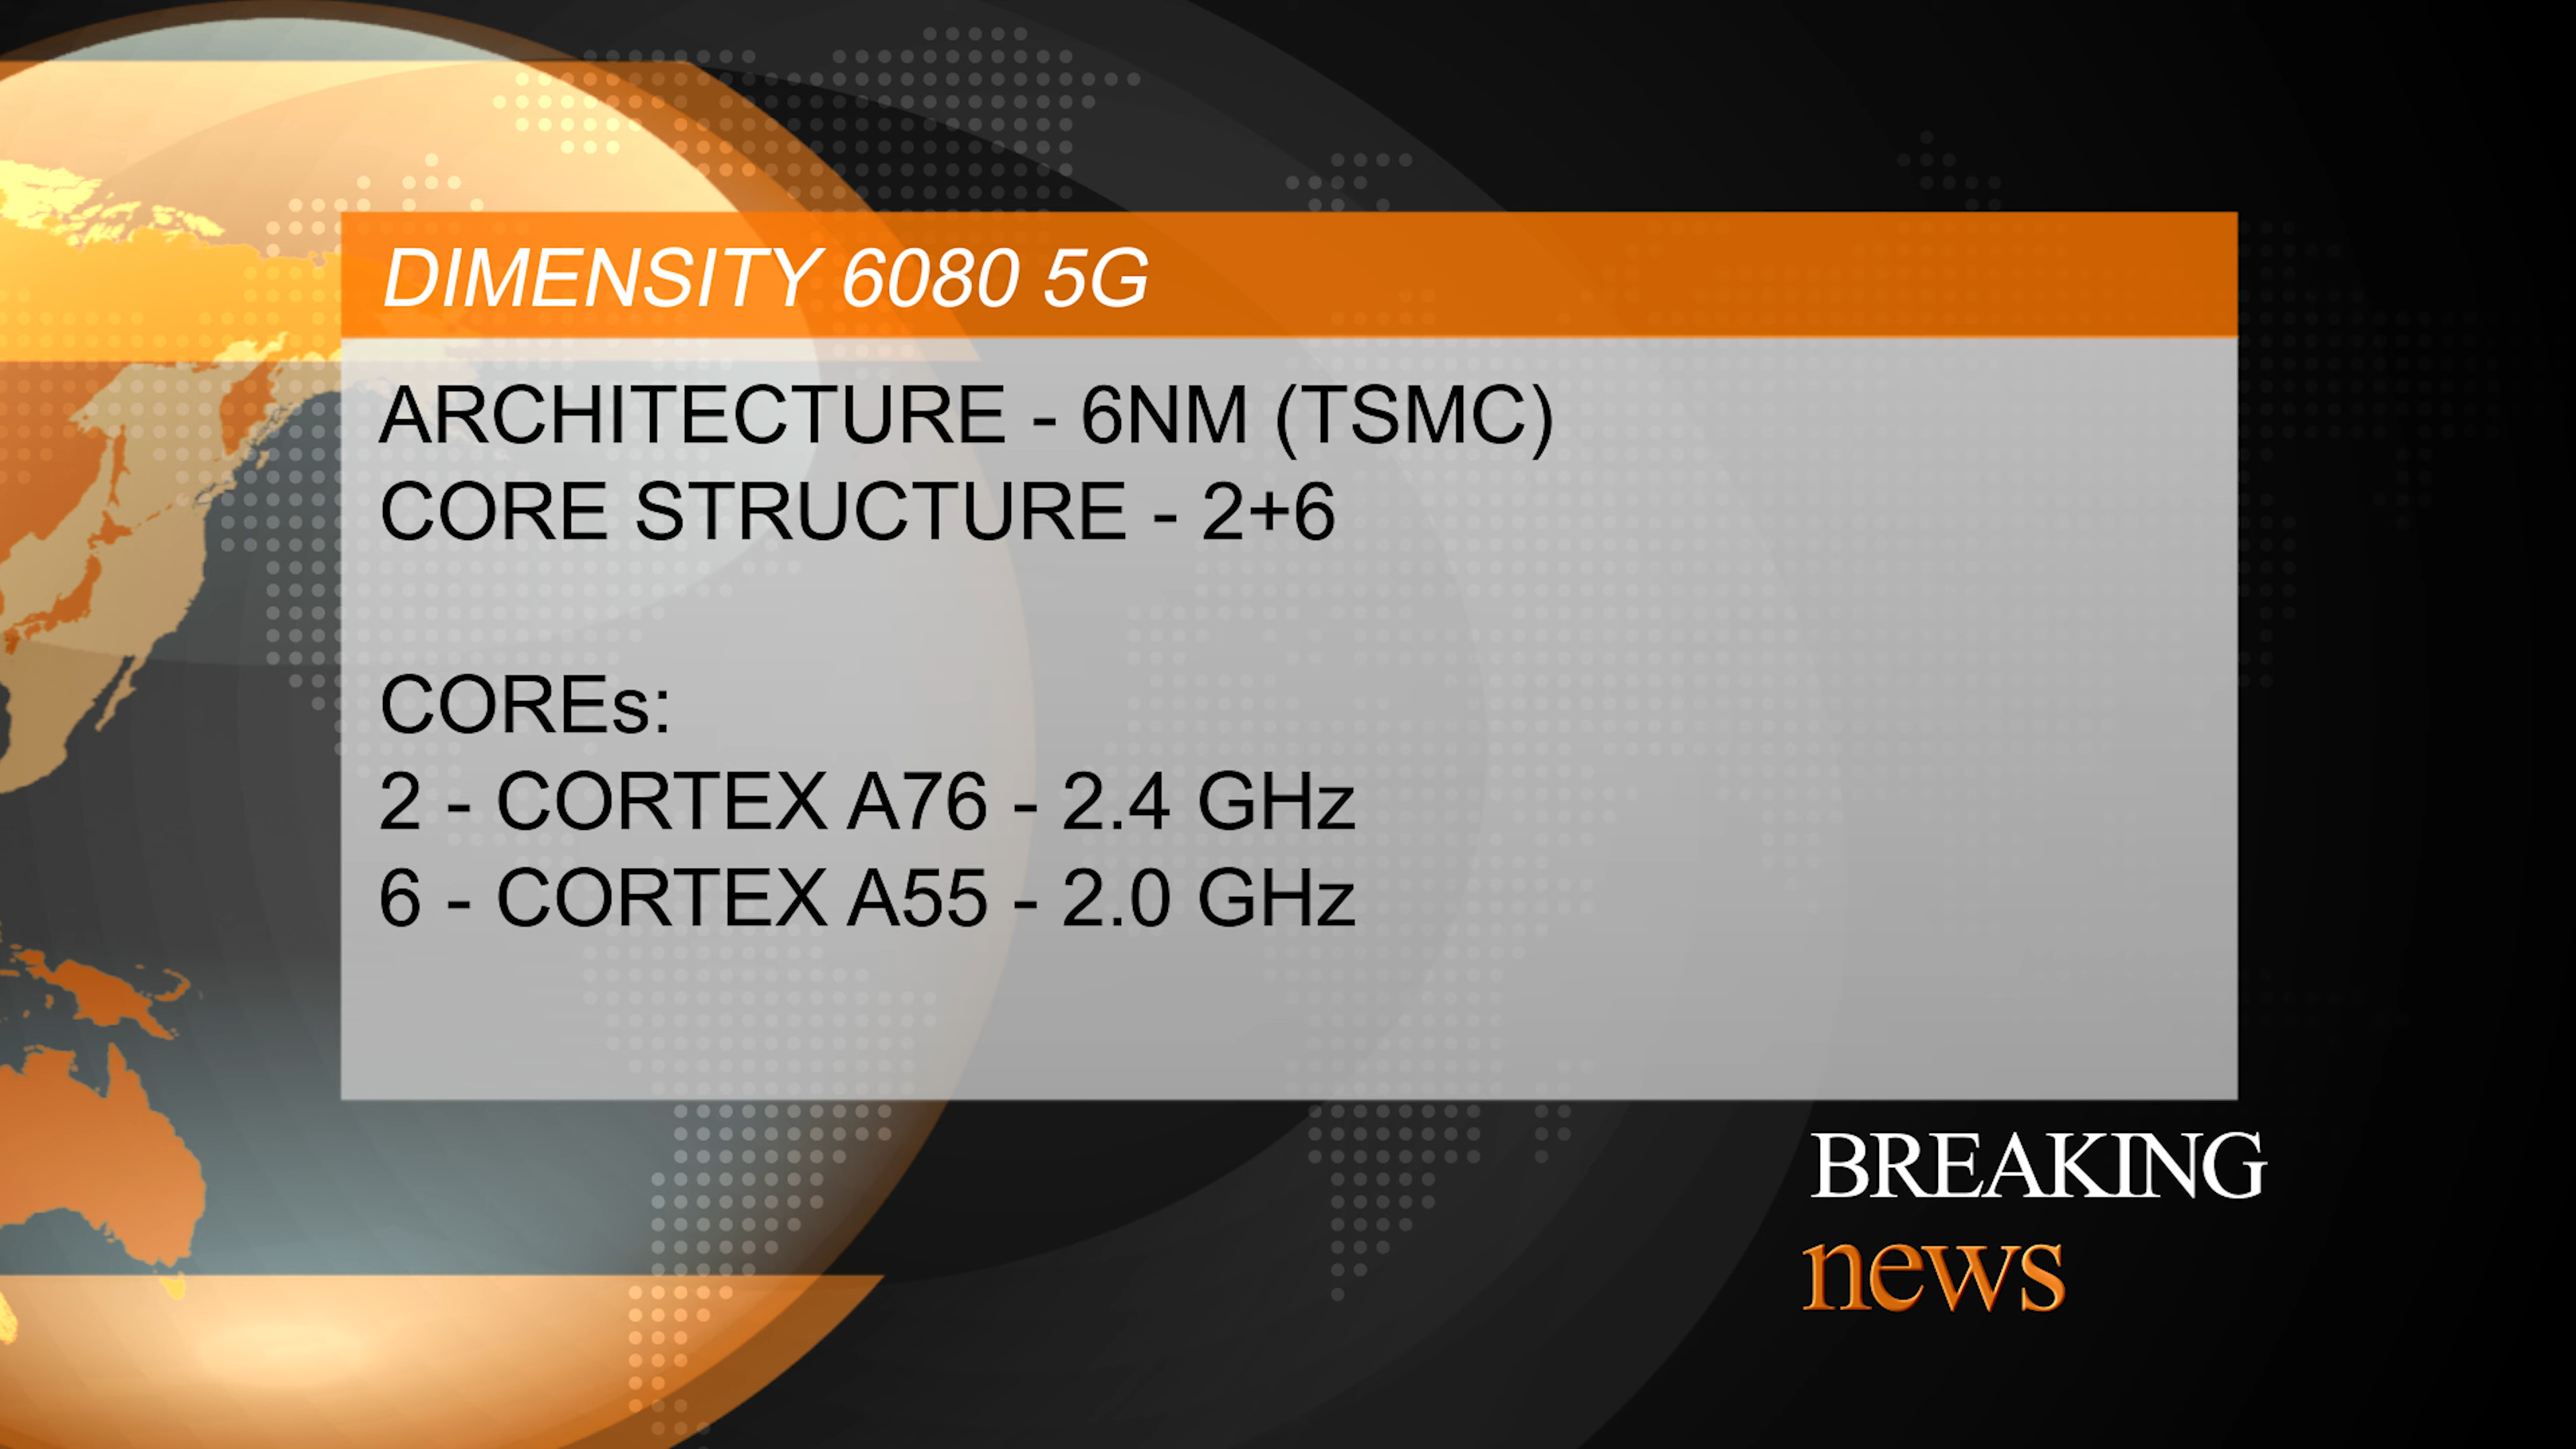 DIMENSITY 6080 5G
ARCHITECTURE - 6NM (TSMC)
CORE STRUCTURE - 2+6
COREs:
2 - CORTEX A76 - 2.4 GHz
6 - CORTEX A55 - 2.0 GHz
BREAKING
news